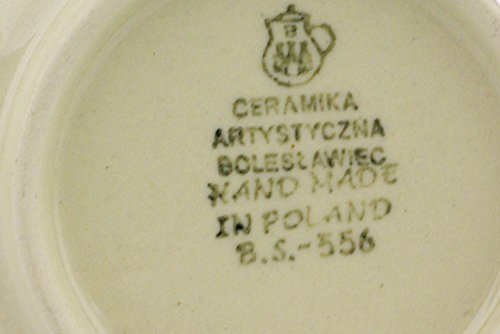 CERAMIKA
ARTYSTYCZNA
BOLESŁAWIEC
HAND MADE
IN POLAND
B.S.-556